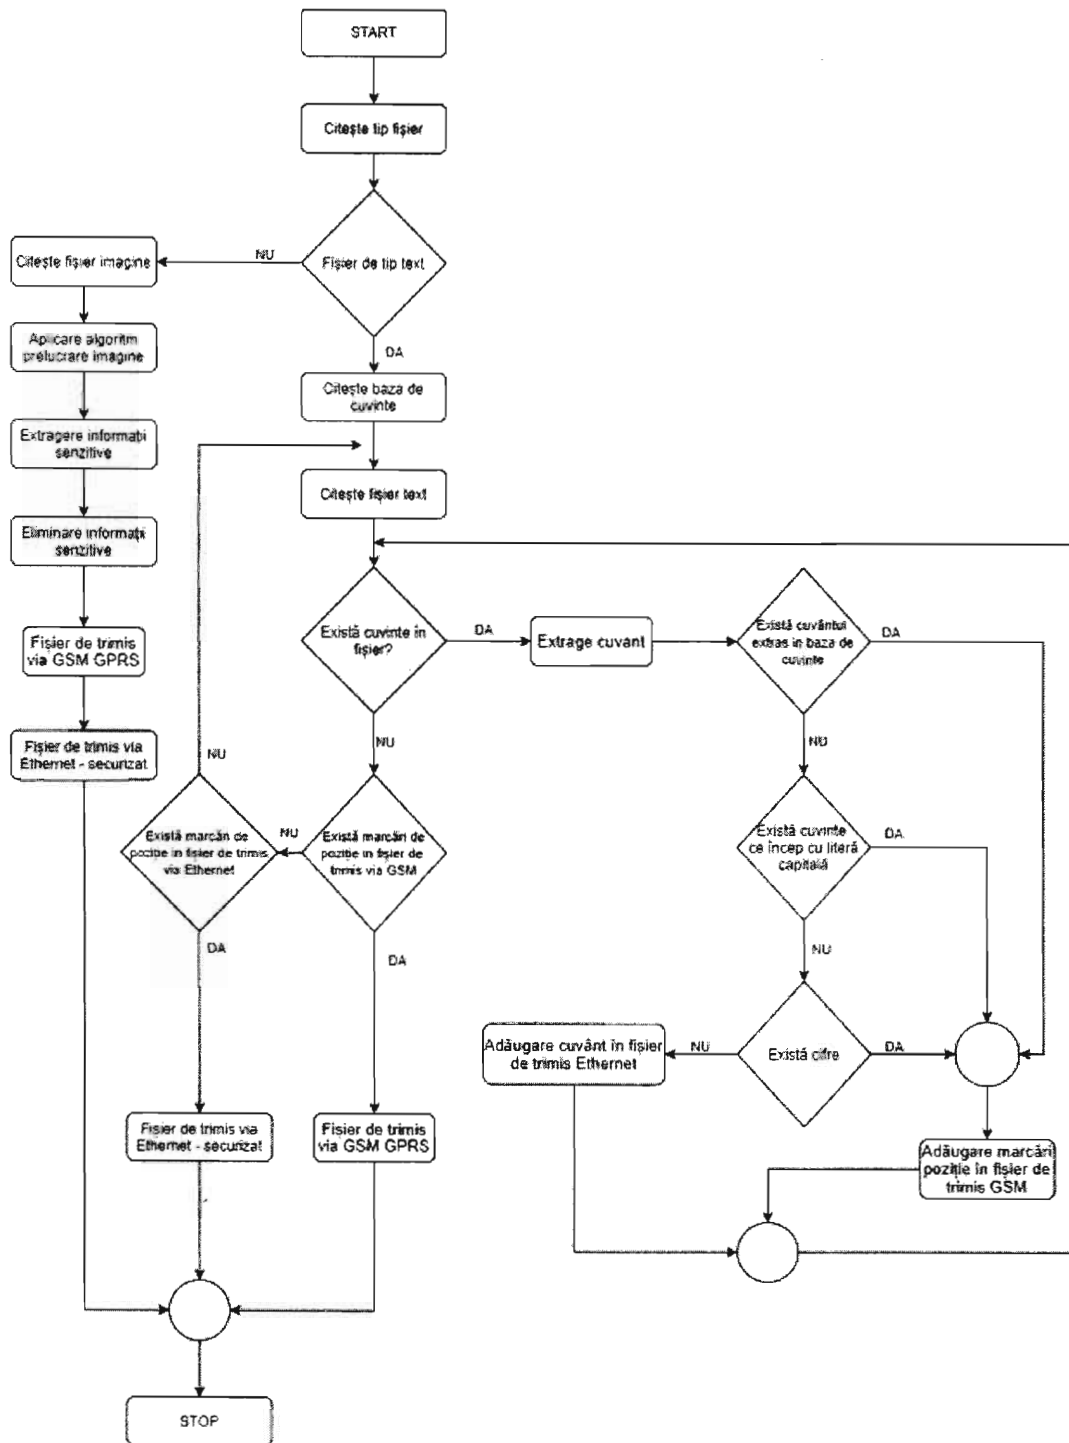 START
Citește tip fișier
Fișier de tip text
NU
Citește fișier imagine
Aplicare algoritm
prelucrare imagine
Extragere informații
senzitive
Eliminare informații
senzitive
Fișier de trimis
via GSM GPRS
Fișier de trimis via
Ethernet - securizat
DA
Citește baza de
cuvinte
Citește fișier text
Există cuvinte în
fișier?
DA
Extrage cuvant
Există cuvântul
extras in baza de
cuvinte
DA
NU
Există cuvinte
ce încep cu literă
capitală
DA
NU
Există cifre
DA
NU
Adăugare cuvânt în fișier
de trimis Ethernet
Adăugare marcări
poziție în fișier de
trimis GSM
NU
Există marcări de
poziție in fișier de
trimis via GSM
NU
Există marcări de
poziție in fișier de trimis
via Ethernet
NU
DA
DA
Fișier de trimis via
Ethernet - securizat
Fișier de trimis
via GSM GPRS
STOP